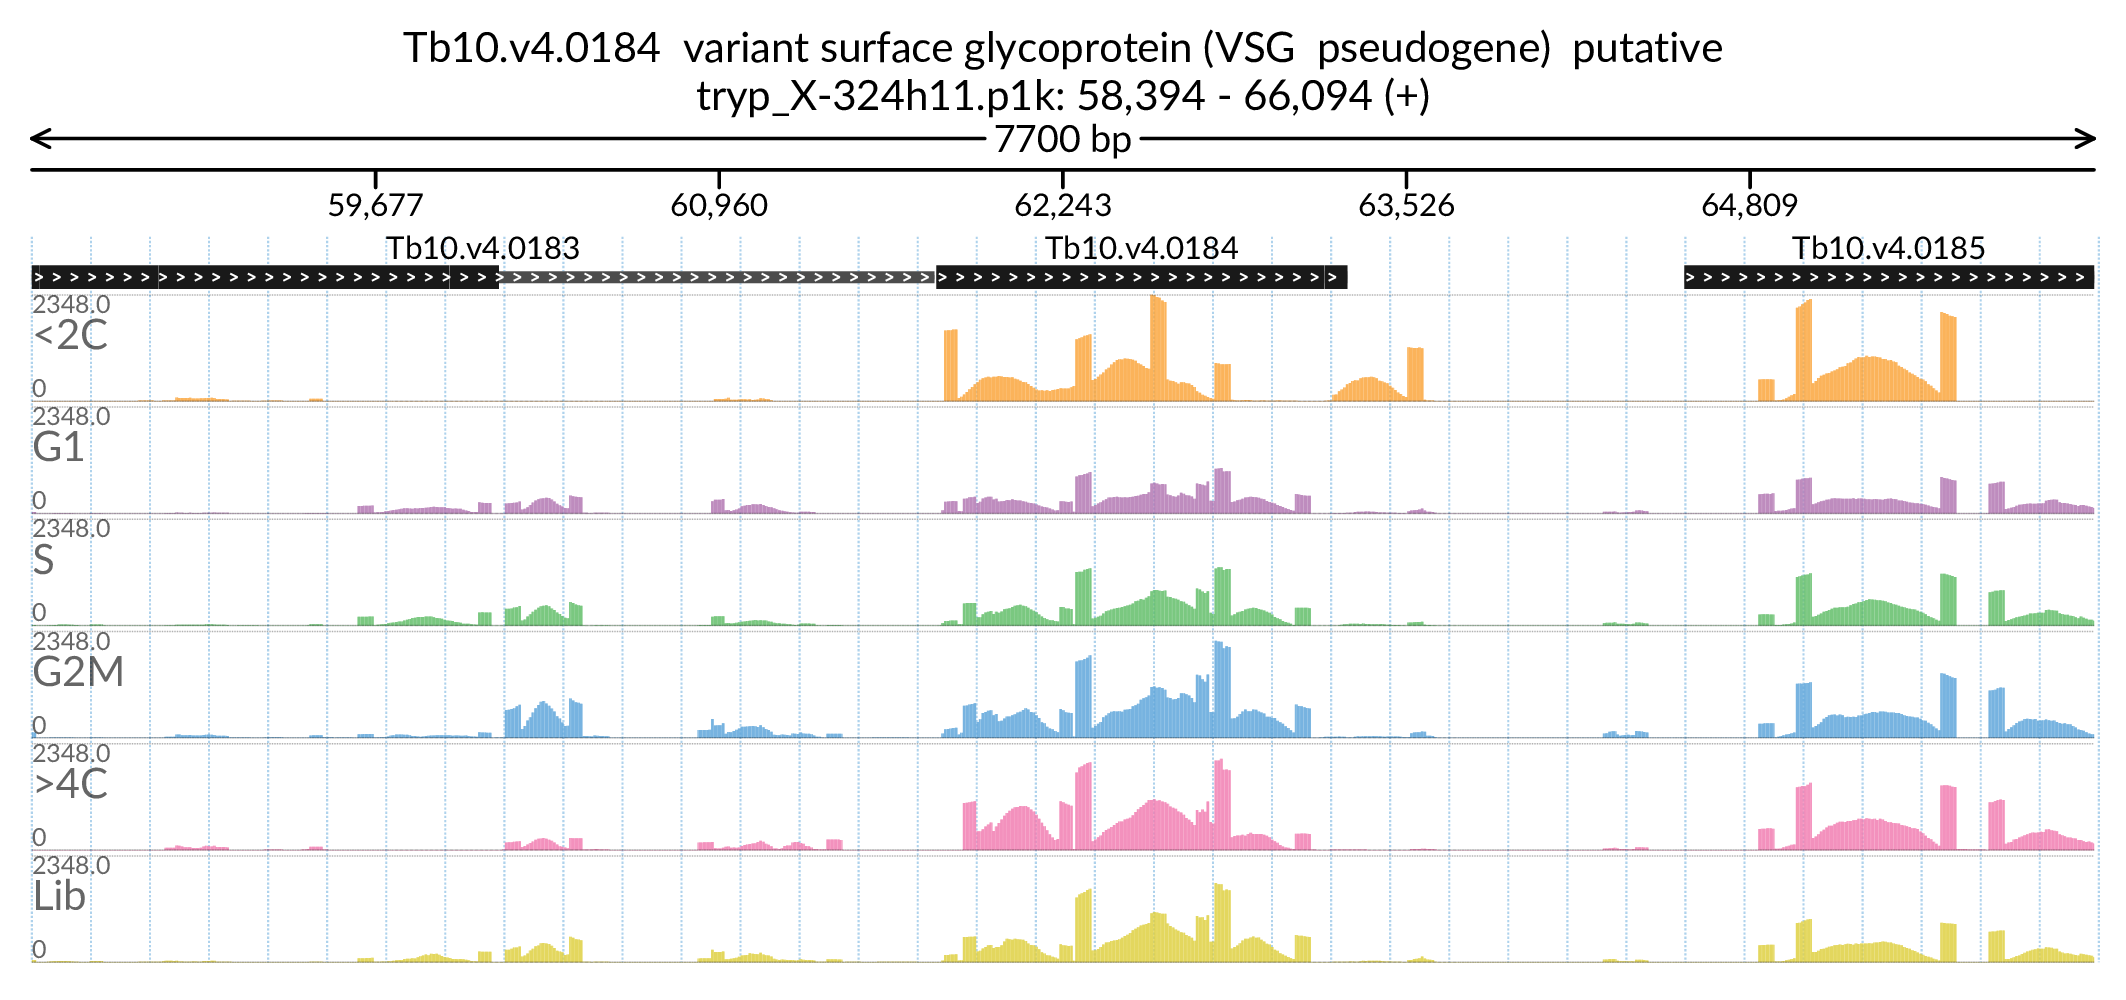 Tb10.v4.0184 variant surface glycoprotein (VSG pseudogene) putative
tryp_X-324h11.p1k: 58,394 - 66,094 (+)
7700 bp
59,677 60,960 62,243 63,526 64,809
Tb10.v4.0183 Tb10.v4.0184 Tb10.v4.0185
2348.0
<2C
0
2348.0
G1
0
2348.0
S
0
2348.0
G2M
0
2348.0
>4C
0
2348.0
Lib
0